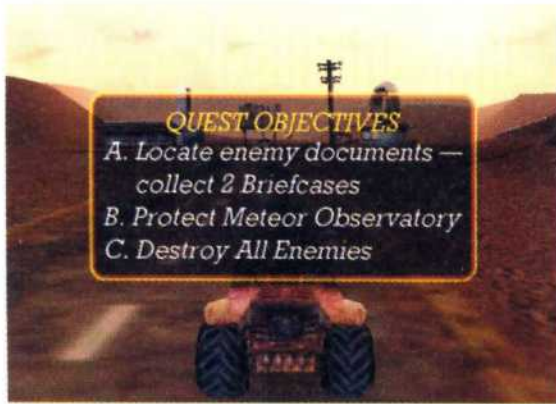 QUEST OBJECTIVES
A. Locate enemy documents —
collect 2 Briefcases
B. Protect Meteor Observatory
C. Destroy All Enemies